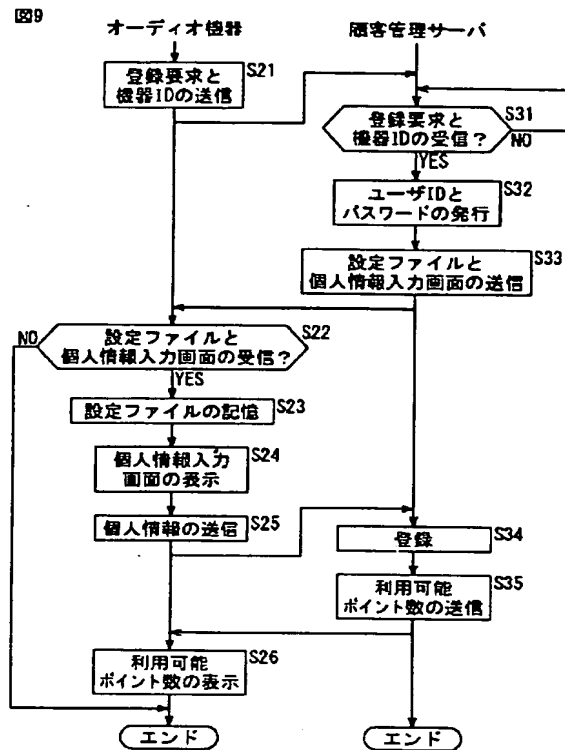 図9
オーディオ機器
顧客管理サーバ
登録要求と
機器IDの送信
S21
登録要求と
機器IDの受信？
S31
NO
YES
ユーザIDと
パスワードの発行
S32
設定ファイルと
個人情報入力画面の送信
S33
NO
設定ファイルと
個人情報入力画面の受信？
S22
YES
設定ファイルの記憶
S23
個人情報入力
画面の表示
S24
個人情報の送信
S25
登録
S34
利用可能
ポイント数の送信
S35
利用可能
ポイント数の表示
S26
エンド
エンド